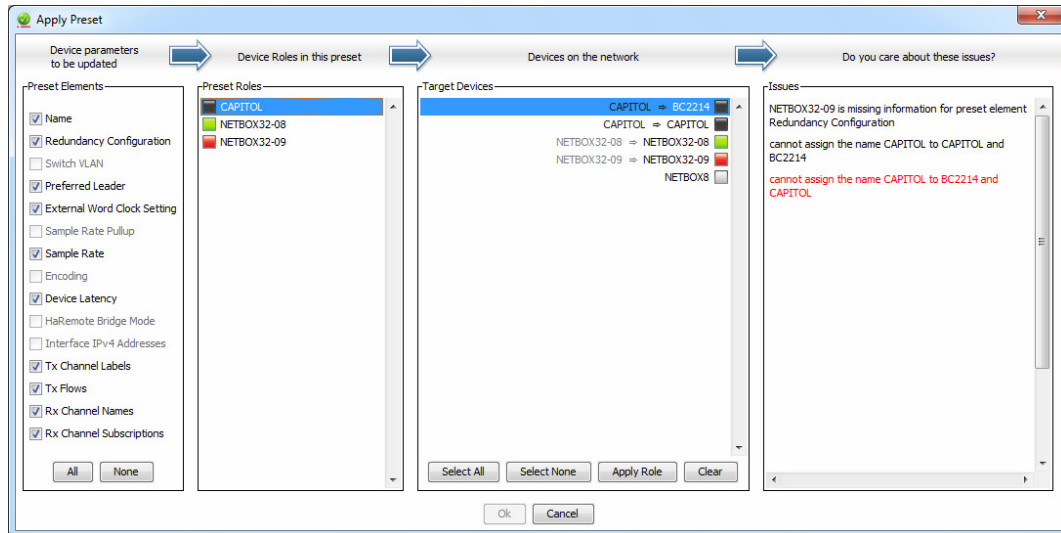 Apply Preset
Device parameters
to be updated
Device Roles in this preset
Devices on the network
Do you care about these issues?
Preset Elements
Name
Redundancy Configuration
Switch VLAN
Preferred Leader
External Word Clock Setting
Sample Rate Pullup
Sample Rate
Encoding
Device Latency
HaRemote Bridge Mode
Interface IPv4 Addresses
Tx Channel Labels
Tx Flows
Rx Channel Names
Rx Channel Subscriptions
All
None
Preset Roles
CAPITOL
NETBOX32-08
NETBOX32-09
Target Devices
CAPITOL ⇒ BC2214
CAPITOL ⇒ CAPITOL
NETBOX32-08 ⇒ NETBOX32-08
NETBOX32-09 ⇒ NETBOX32-09
NETBOX8
Select All
Select None
Apply Role
Clear
Issues
NETBOX32-09 is missing information for preset element
Redundancy Configuration
cannot assign the name CAPITOL to CAPITOL and
BC2214
cannot assign the name CAPITOL to BC2214 and
CAPITOL
Ok
Cancel